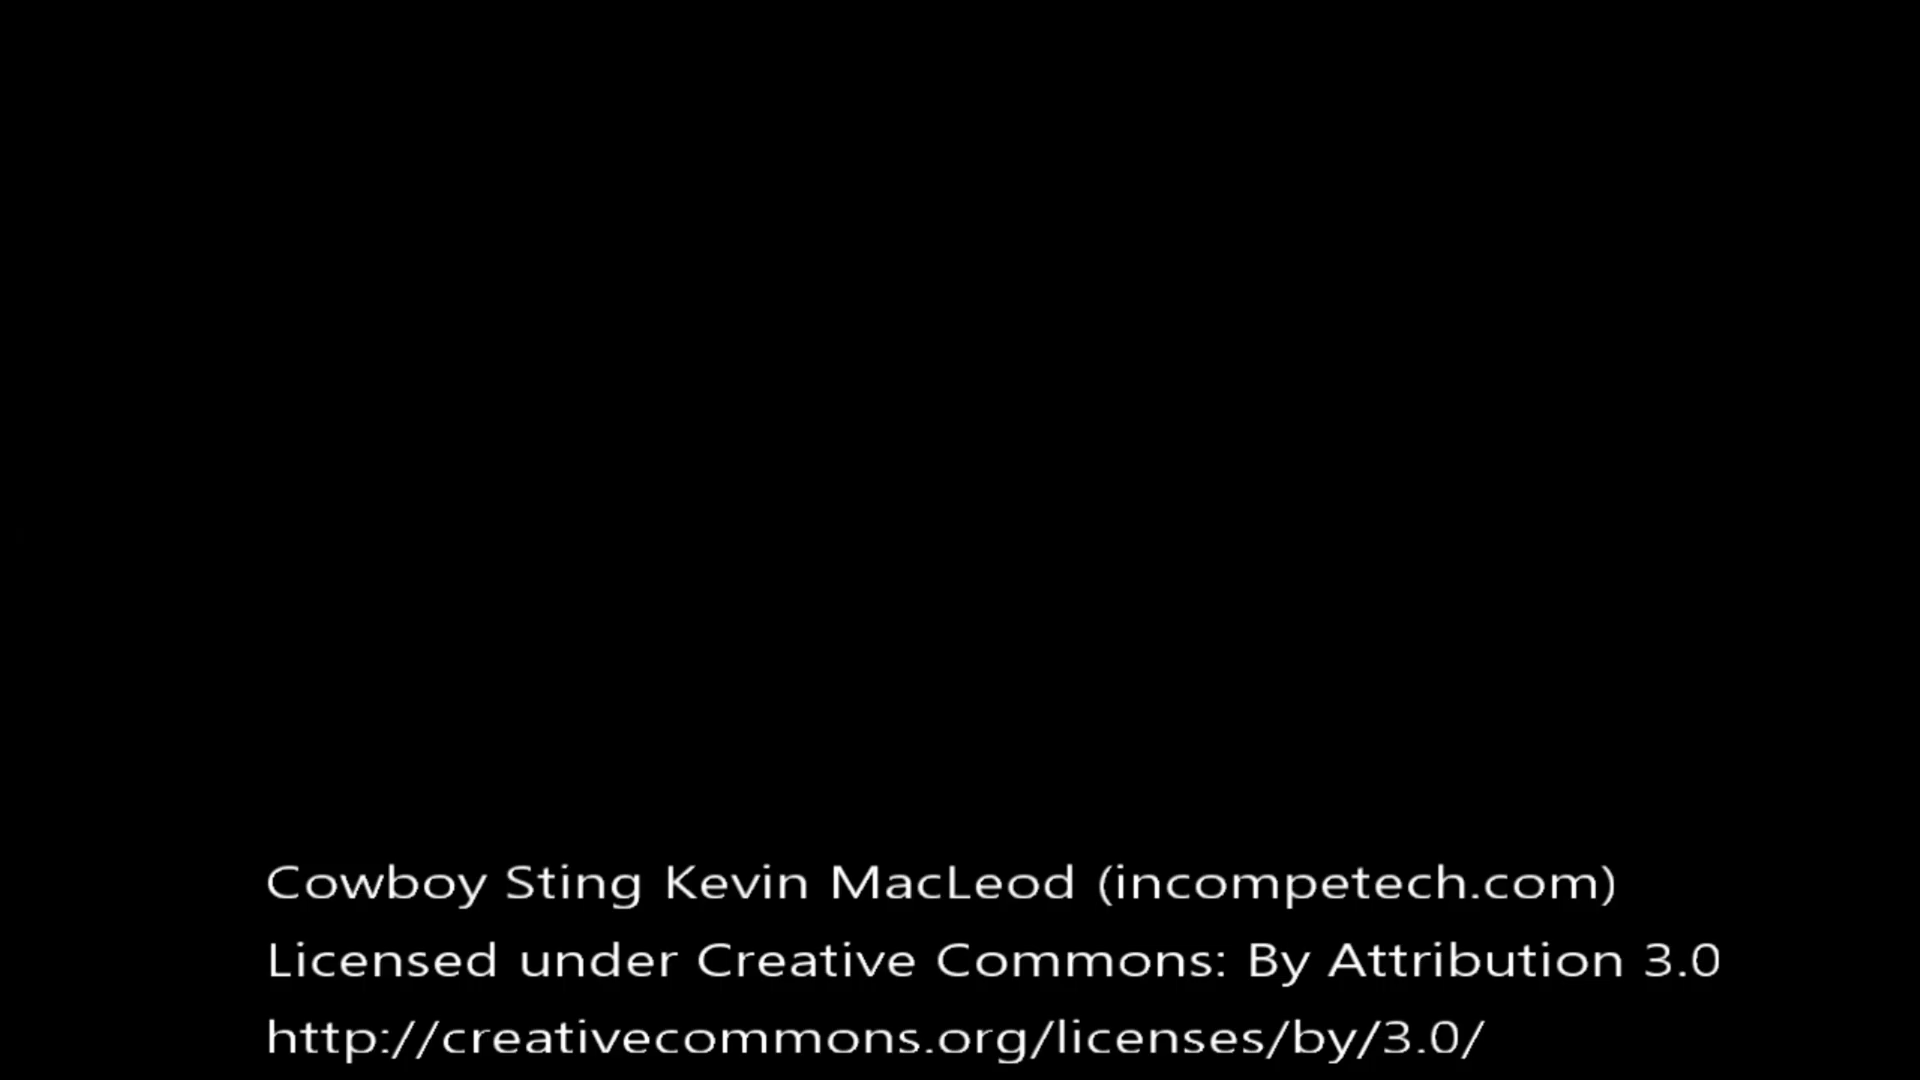 Cowboy Sting Kevin MacLeod (incompetech.com)
Licensed under Creative Commons: By Attribution 3.0
http://creativecommons.org/licenses/by/3.0/